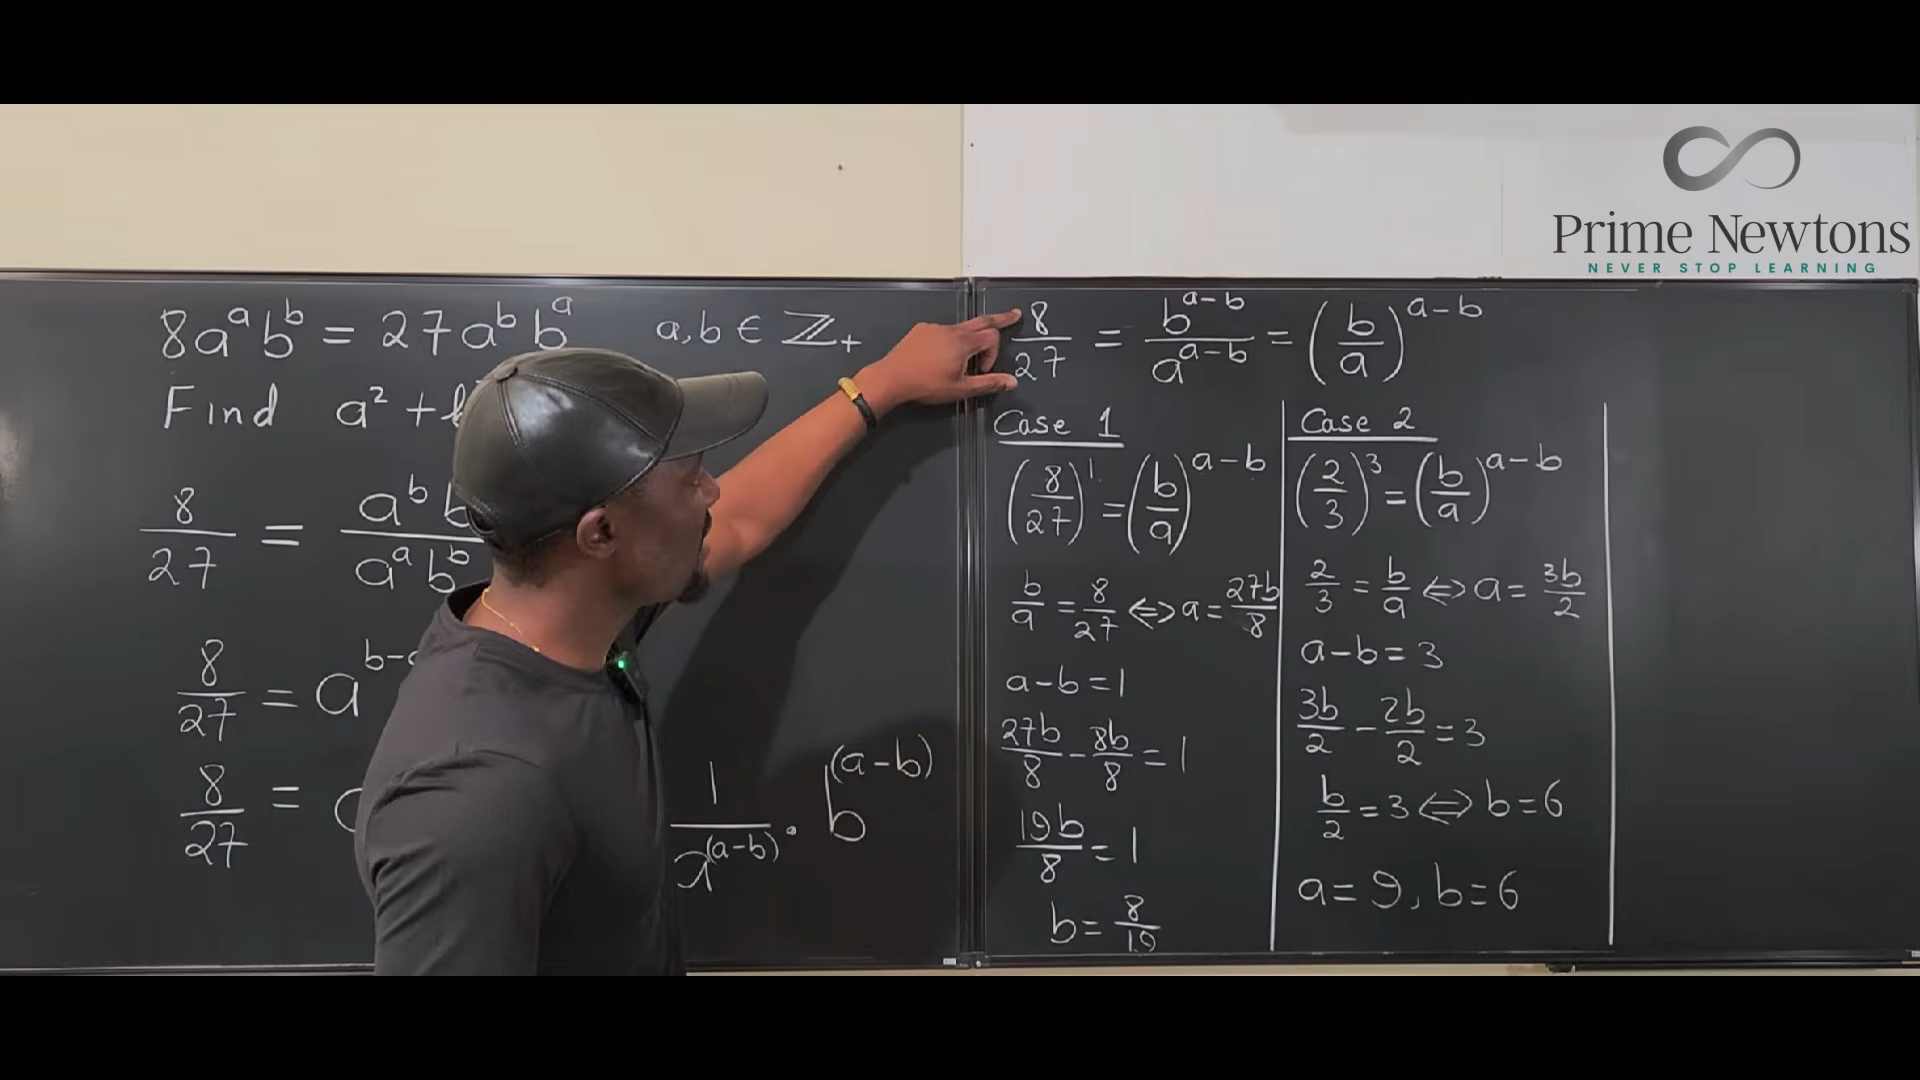 Prime Newtons
NEVER STOP LEARNING
8a^a b^b = 27a^b b^a   a, b ∈ ℤ₊
Find a² +
8/27 = a^b b / a^a b^b
8/27 = a^b-
8/27 =
1/a^(a-b) · b^(a-b)
8/27 = b^(a-b)/a^(a-b) = (b/a)^(a-b)
Case 1
(8/27)^1 = (b/a)^(a-b)
b/a = 8/27 ⇔ a = 27b/8
a-b=1
27b/8 - 8b/8 = 1
19b/8 = 1
b = 8/19
Case 2
(2/3)^3 = (b/a)^(a-b)
2/3 = b/a ⇔ a = 3b/2
a-b=3
3b/2 - 2b/2 = 3
b/2 = 3 ⇔ b=6
a=9, b=6